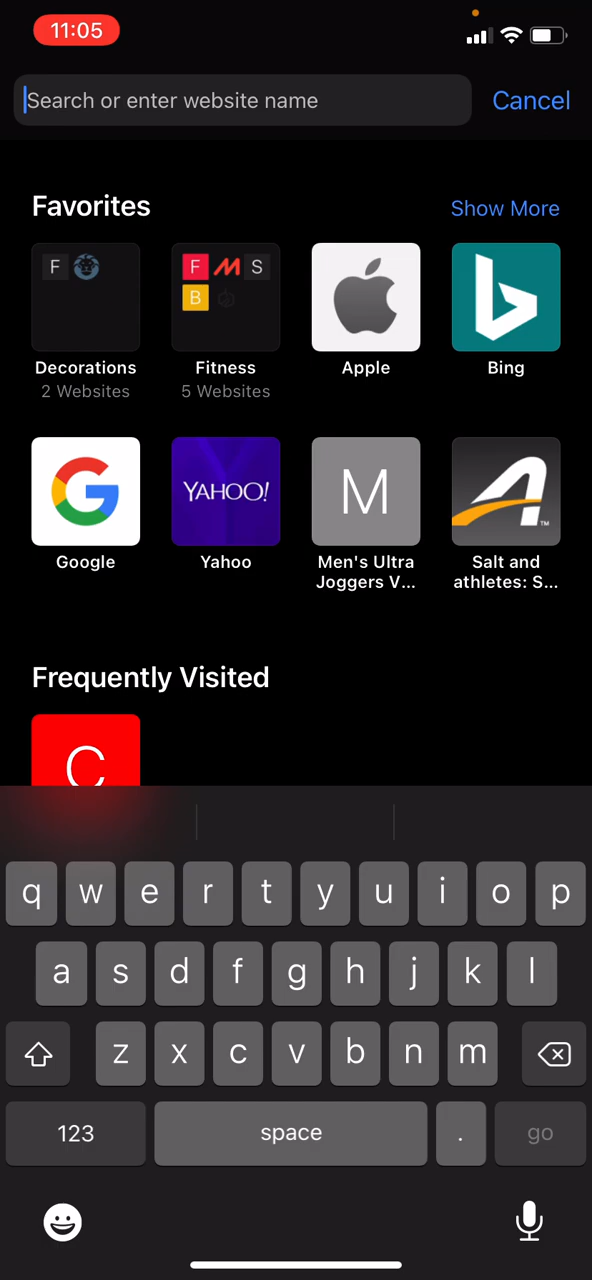 11:05
Search or enter website name
Cancel
Favorites
Show More
F
F M S
B
Decorations
Fitness
Apple
Bing
2 Websites
5 Websites
YAHOO!
M
TM
Google
Yahoo
Men's Ultra
Joggers V...
Salt and
athletes: S...
Frequently Visited
C
q w e r t y u i o p
a s d f g h j k l
z x c v b n m
123
space
.
go